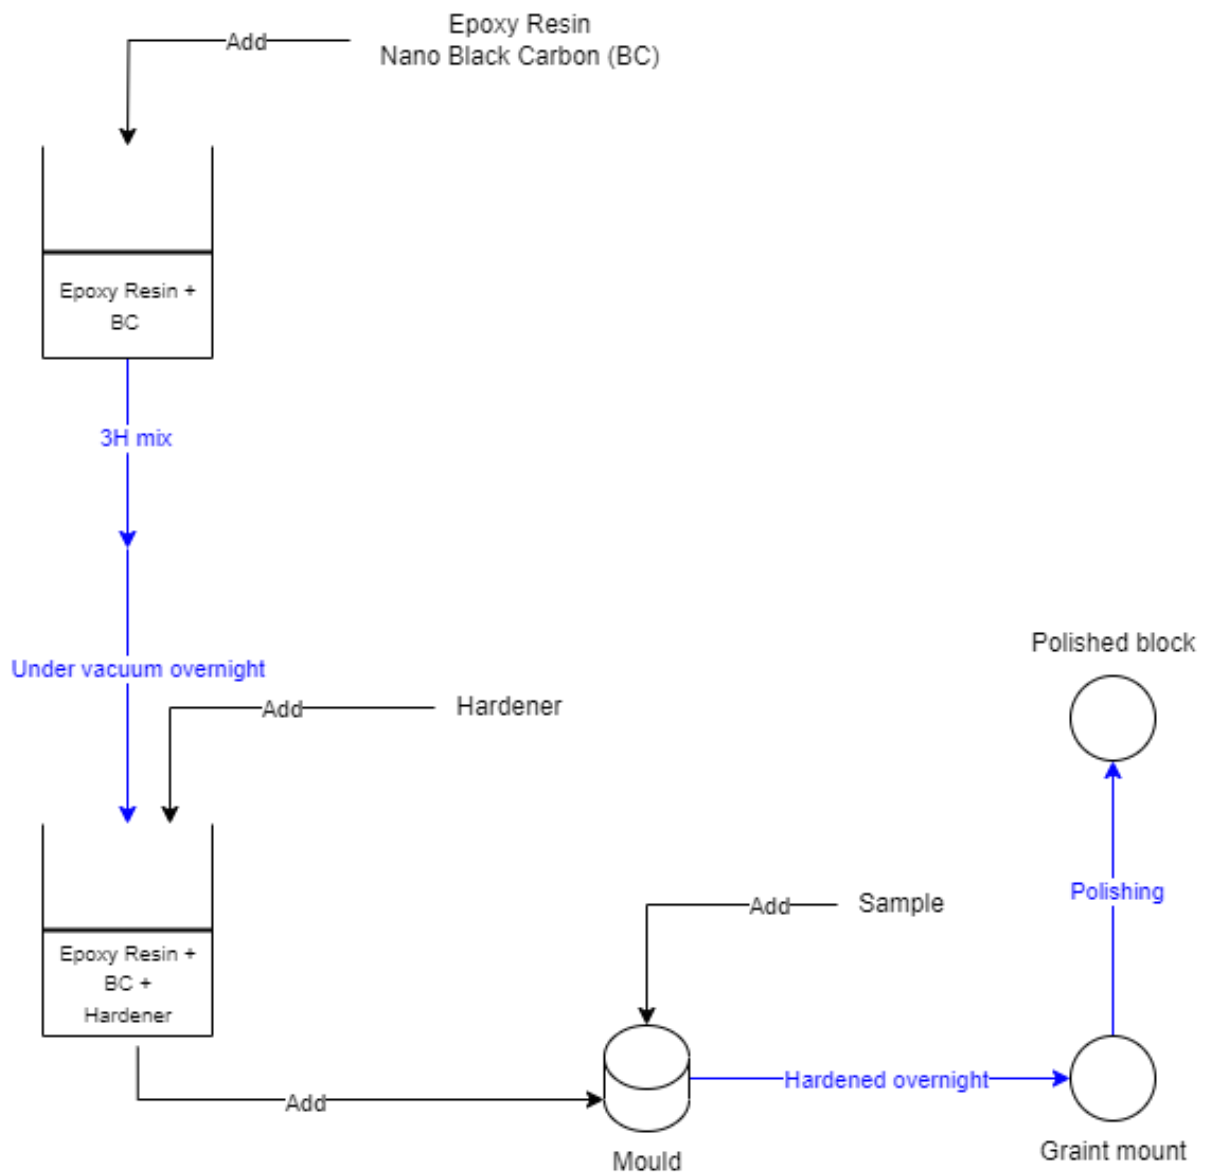 Epoxy Resin
Nano Black Carbon (BC)
Add
Epoxy Resin +
BC
3H mix
Under vacuum overnight
Add
Hardener
Epoxy Resin +
BC +
Hardener
Add
Add
Sample
Mould
Hardened overnight
Graint mount
Polishing
Polished block